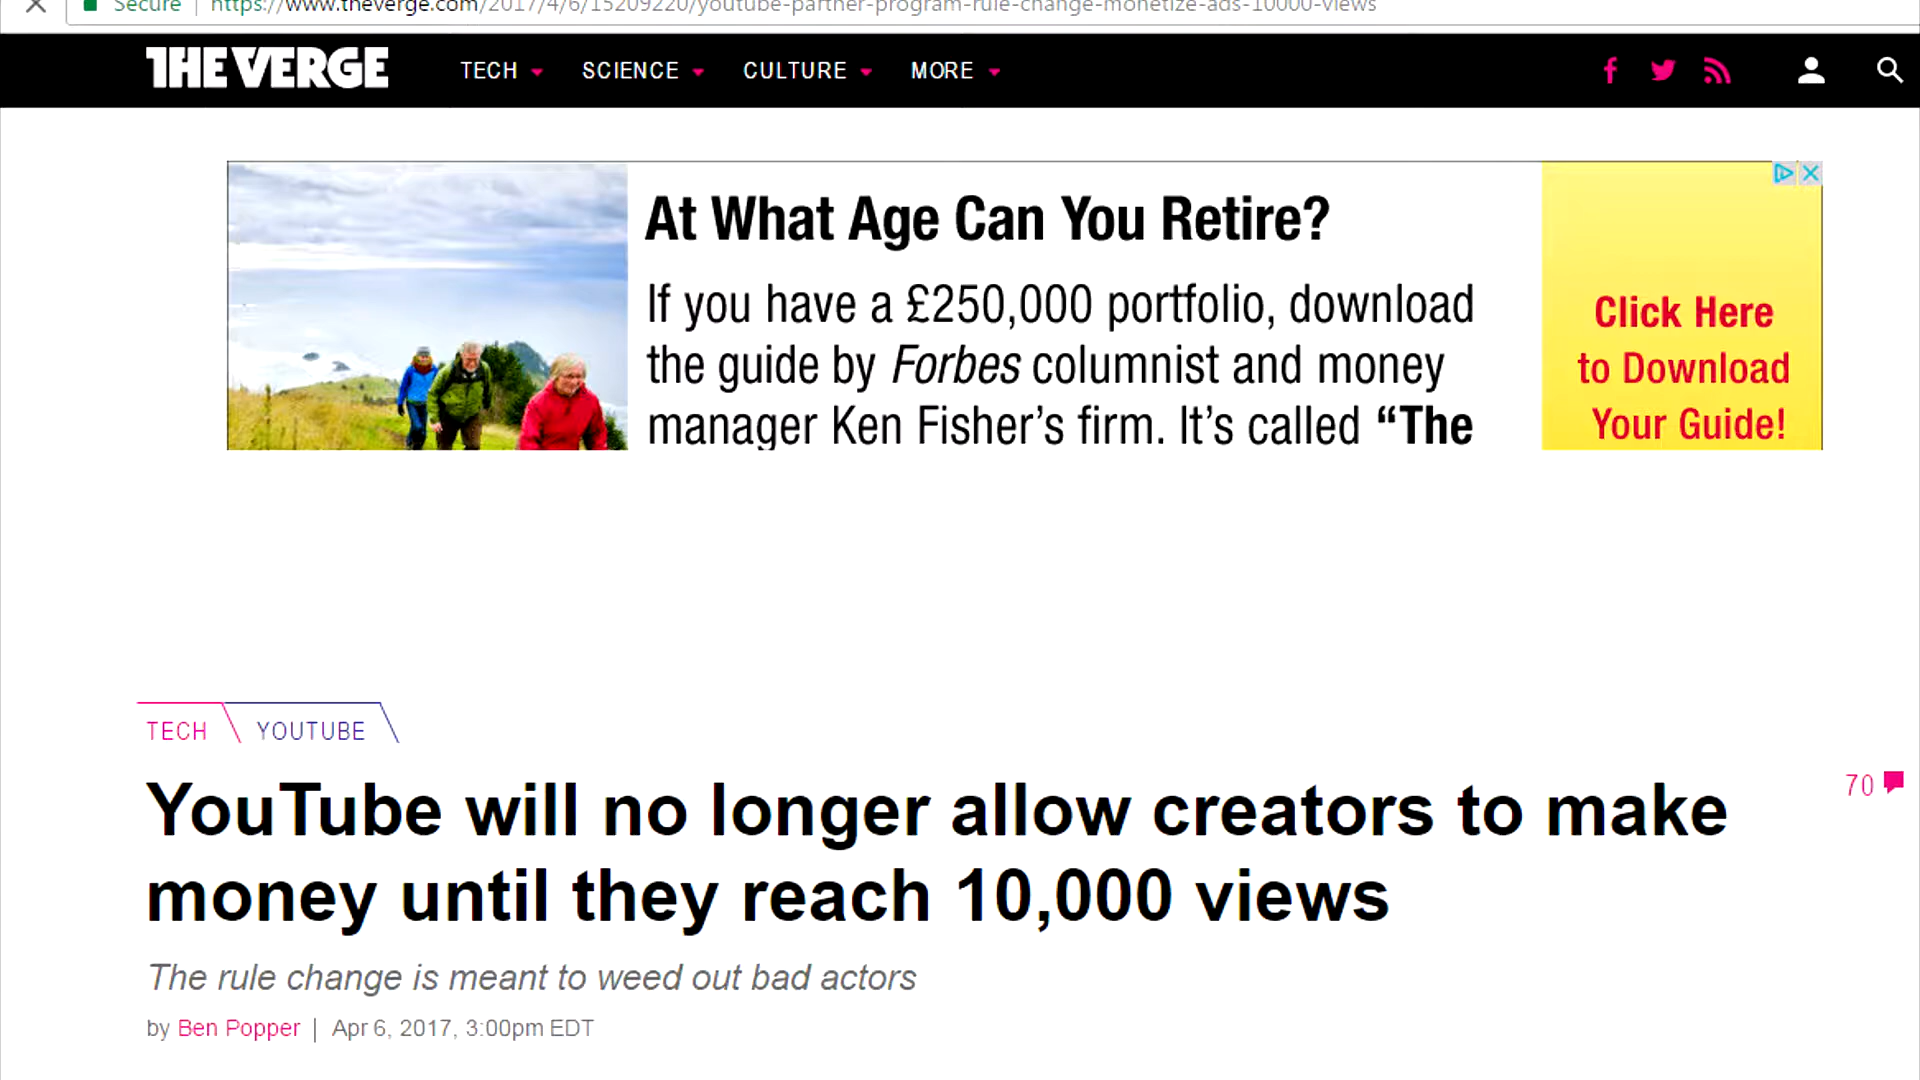 Secure | https://www.theverge.com/2017/4/6/15209220/youtube-partner-program-rule-change-monetize-ads-10000-views
THE VERGE TECH SCIENCE CULTURE MORE
At What Age Can You Retire?
If you have a £250,000 portfolio, download
the guide by Forbes columnist and money
manager Ken Fisher’s firm. It’s called “The
Click Here
to Download
Your Guide!
TECH YOUTUBE
YouTube will no longer allow creators to make
money until they reach 10,000 views
70
The rule change is meant to weed out bad actors
by Ben Popper | Apr 6, 2017, 3:00pm EDT